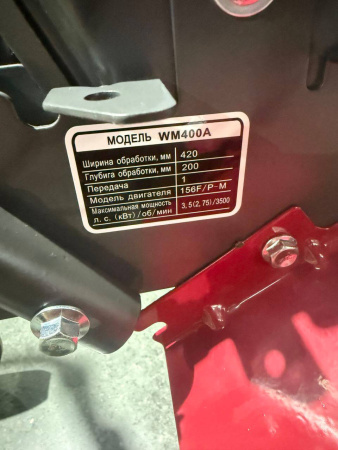 МОДЕЛЬ WM400A
Ширина обработки, мм 420
Глубига обработки, мм 200
Передача 1
Модель двигателя 156F/P-M
Максимальная мощность
л. с. (кВт)/об/мин 3,5(2,75)/3500